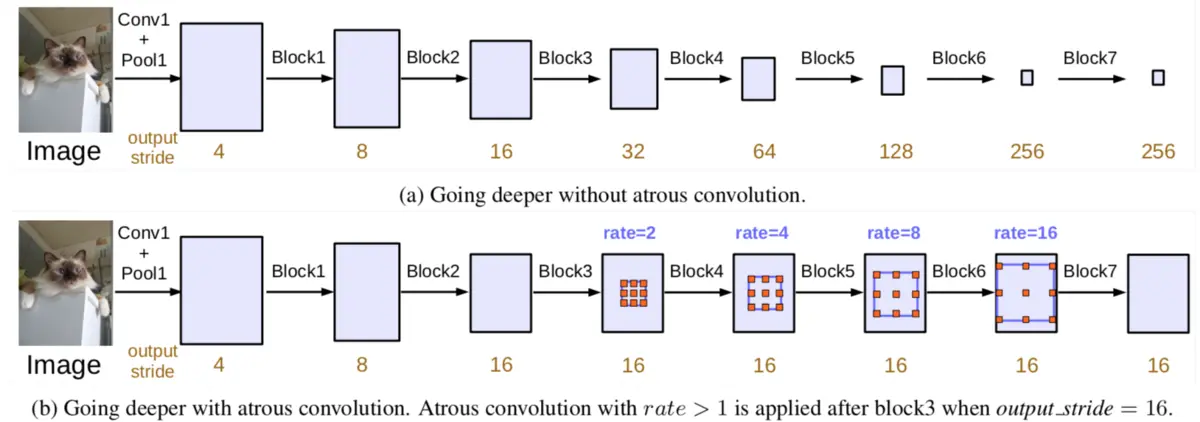 Conv1 + Pool1 Block1 Block2 Block3 Block4 Block5 Block6 Block7
Image output stride 4 8 16 32 64 128 256 256
(a) Going deeper without atrous convolution.
rate=2 rate=4 rate=8 rate=16
Conv1 + Pool1 Block1 Block2 Block3 Block4 Block5 Block6 Block7
Image output stride 4 8 16 16 16 16 16 16
(b) Going deeper with atrous convolution. Atrous convolution with rate > 1 is applied after block3 when output_stride = 16.